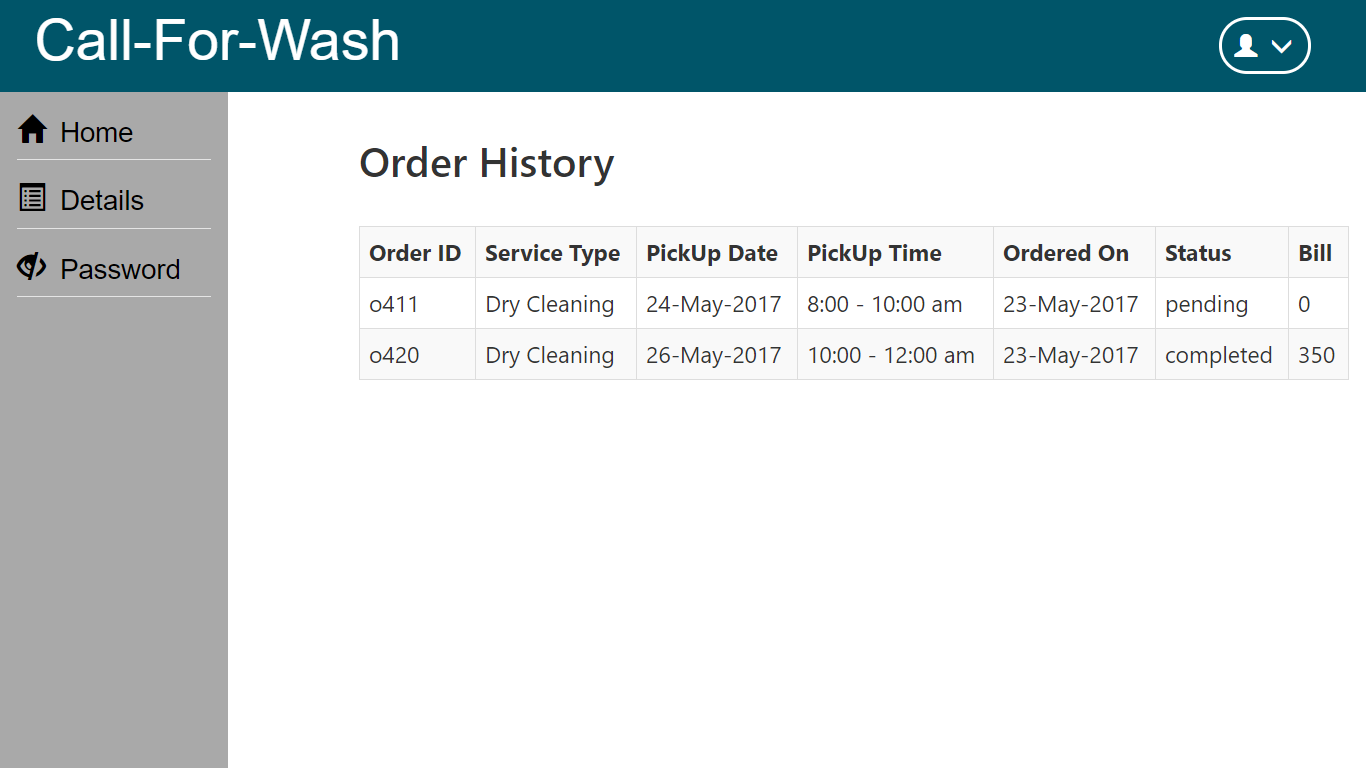 Call-For-Wash
Home
Details
Password
Order History
Order ID Service Type PickUp Date PickUp Time Ordered On Status Bill
o411 Dry Cleaning 24-May-2017 8:00 - 10:00 am 23-May-2017 pending 0
o420 Dry Cleaning 26-May-2017 10:00 - 12:00 am 23-May-2017 completed 350